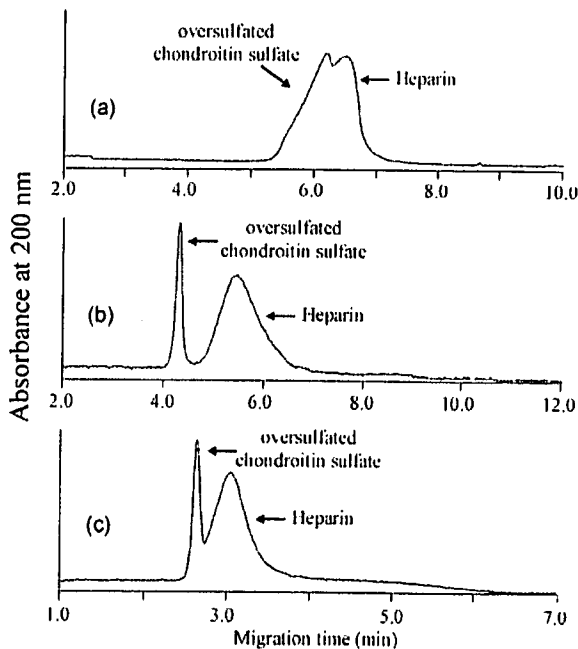 oversulfated
chondroitin sulfate
Heparin
(a)
2.0 4.0 6.0 8.0 10.0
Absorbance at 200 nm
oversulfated
chondroitin sulfate
(b)
Heparin
2.0 4.0 6.0 8.0 10.0 12.0
oversulfated
chondroitin sulfate
(c)
Heparin
1.0 3.0 5.0 7.0
Migration time (min)